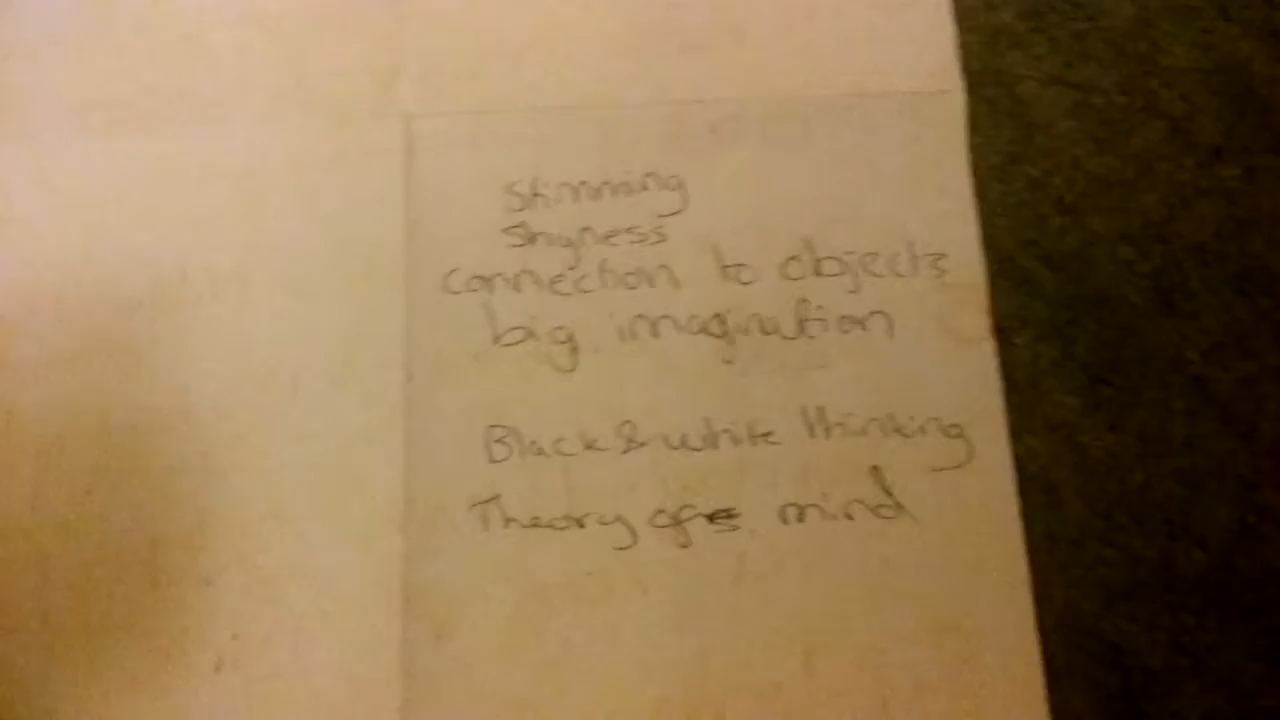 Stimming
Shyness
connection to objects
big imagination
Black & white thinking
Theory of mind